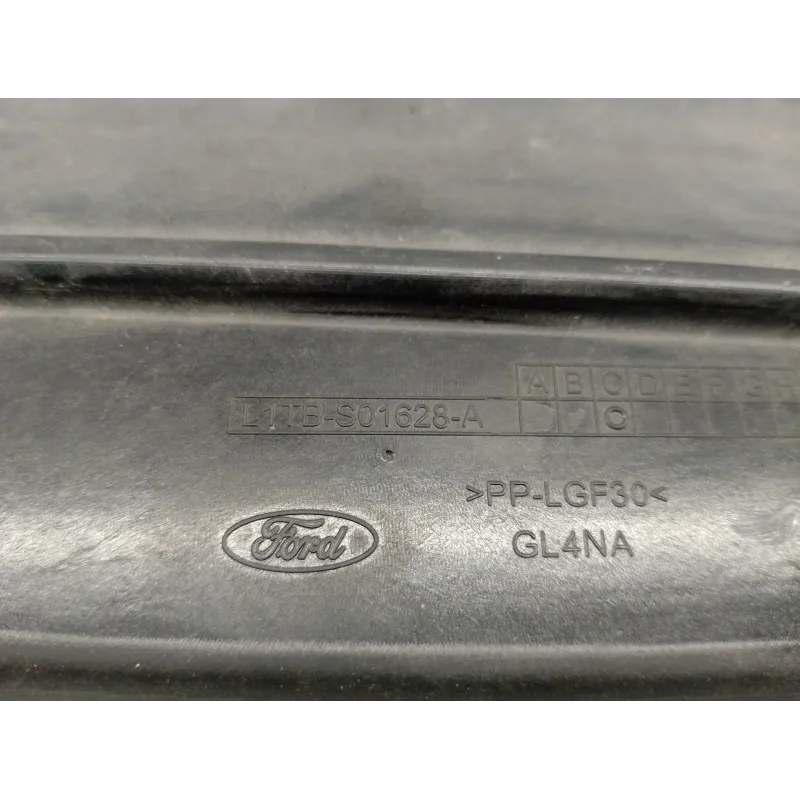 A B C D E F G H
L1TB-S01628-A C
>PP-LGF30<
Ford
GL4NA